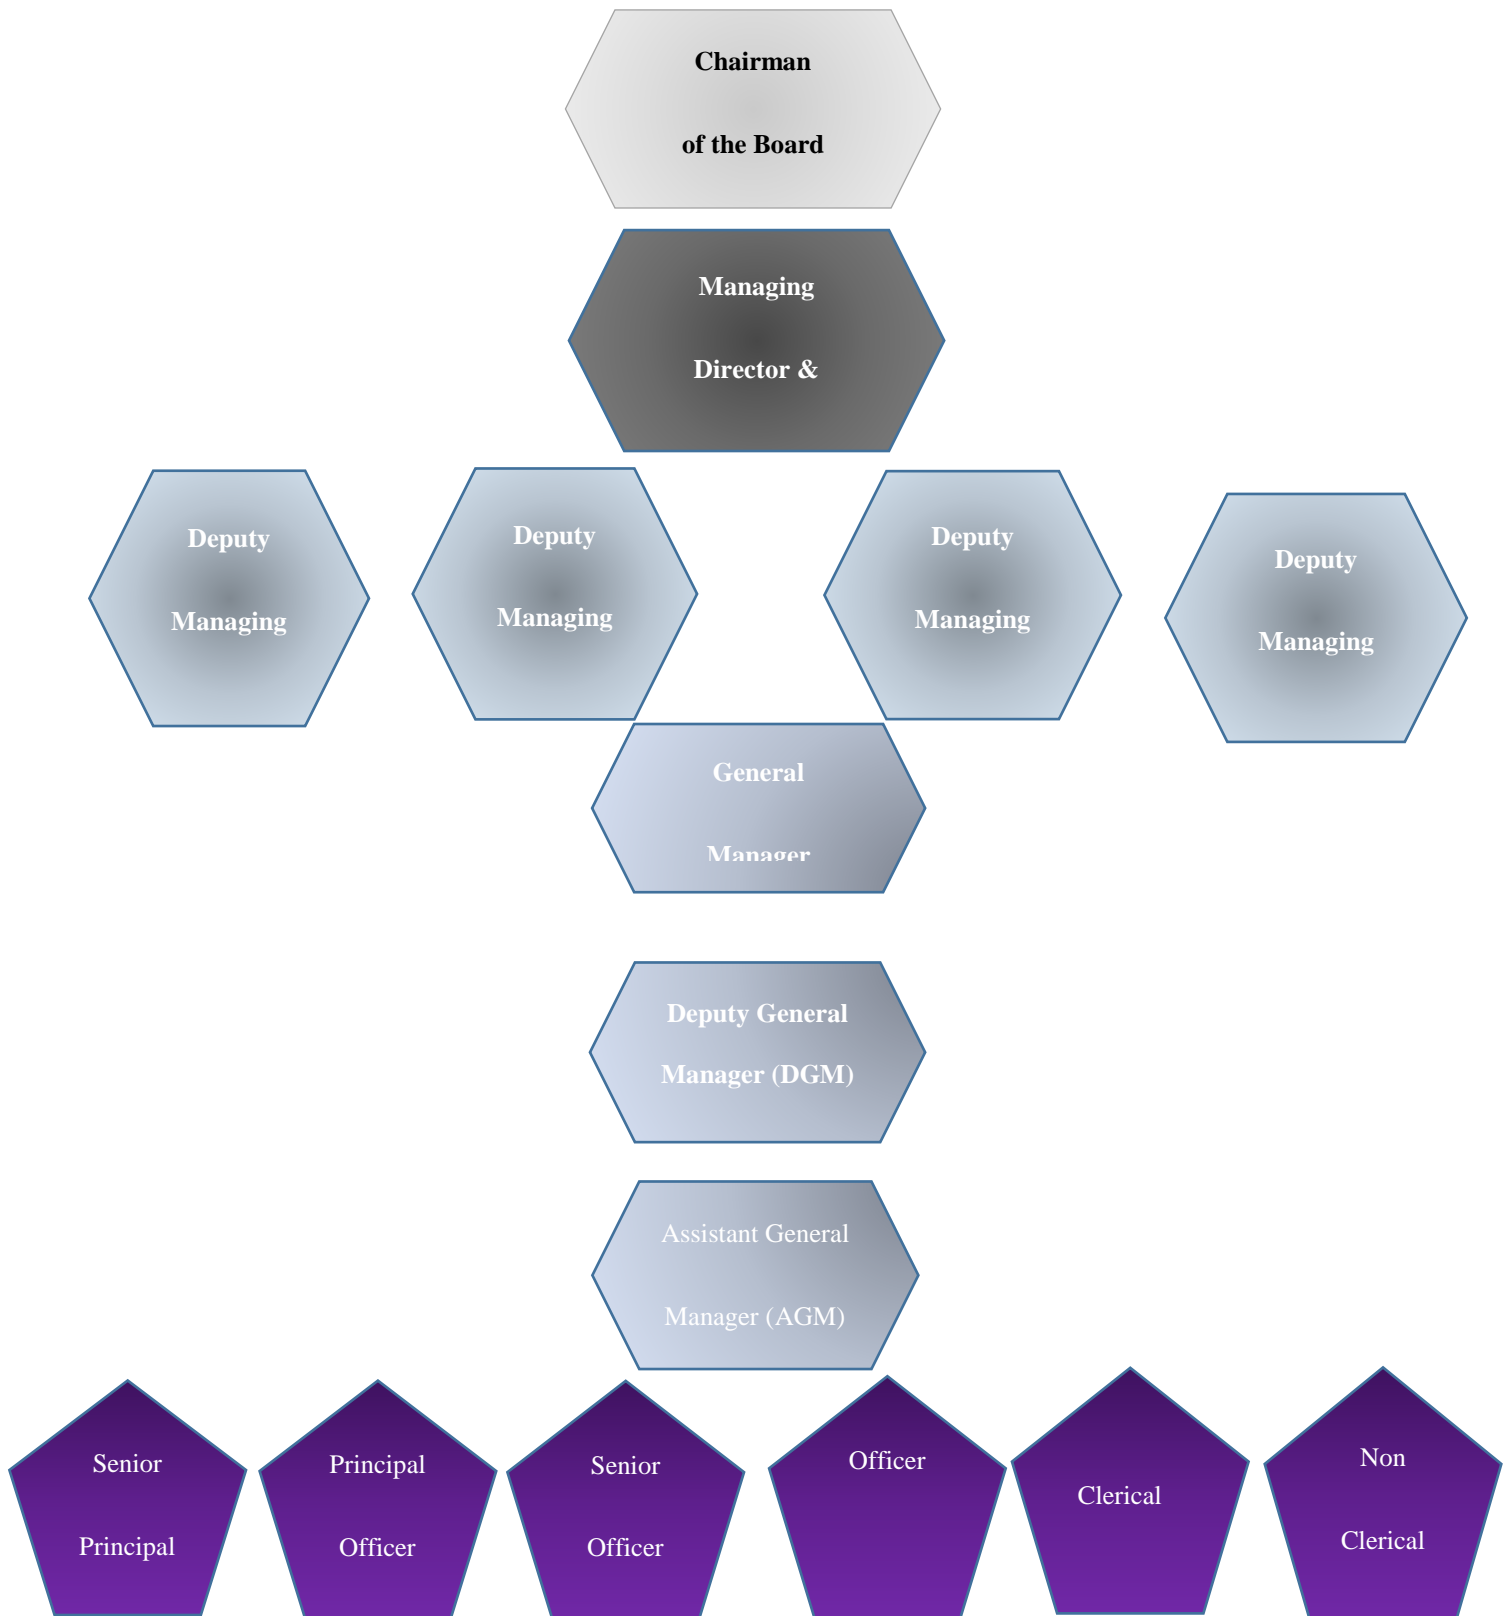 Chairman
of the Board
Managing
Director &
Deputy
Managing
Deputy
Managing
Deputy
Managing
Deputy
Managing
General
Manager
Deputy General
Manager (DGM)
Assistant General
Manager (AGM)
Senior
Principal
Principal
Officer
Senior
Officer
Officer
Clerical
Non
Clerical